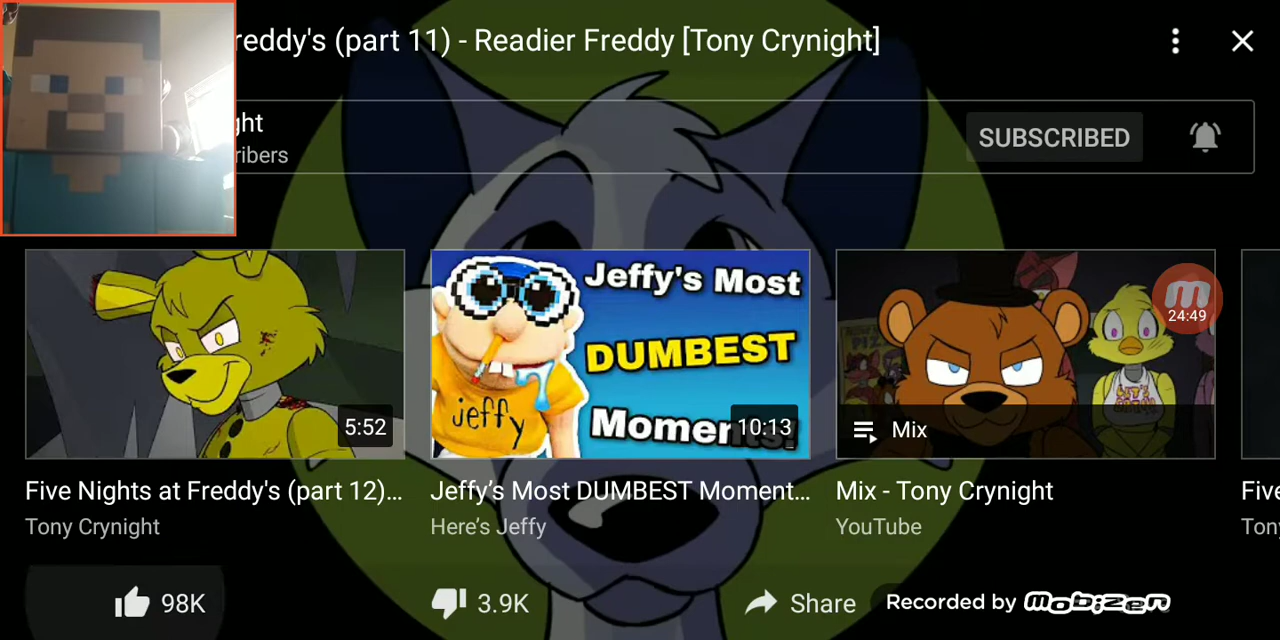 reddy's (part 11) - Readier Freddy [Tony Crynight]
ght
ribers
SUBSCRIBED
24:49
Jeffy's Most
DUMBEST
Moments!
jeffy
LET'S
5:52
10:13
Mix
Five Nights at Freddy's (part 12)...
Jeffy's Most DUMBEST Moment...
Mix - Tony Crynight
Five
Tony Crynight
Here's Jeffy
YouTube
Tony
98K
3.9K
Share
Recorded by mobizen